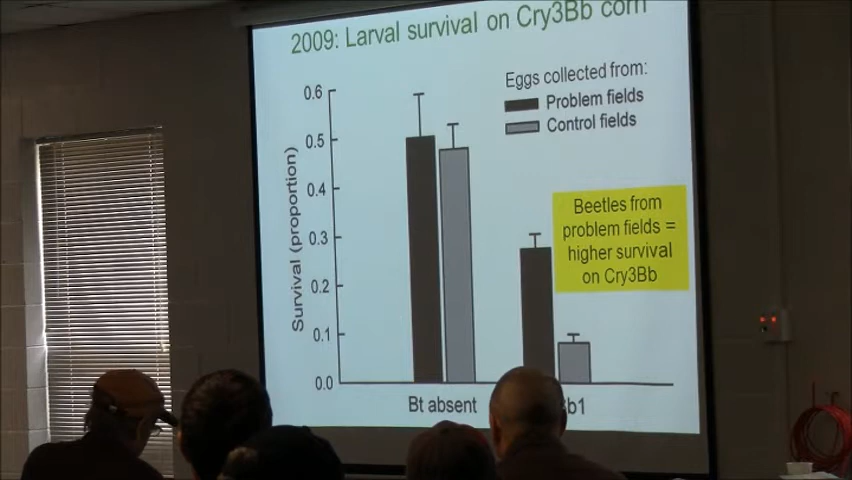 2009: Larval survival on Cry3Bb corn
Eggs collected from:
Problem fields
Control fields
0.6
0.5
0.4
0.3
0.2
0.1
0.0
Survival (proportion)
Beetles from
problem fields =
higher survival
on Cry3Bb
Bt absent
b1